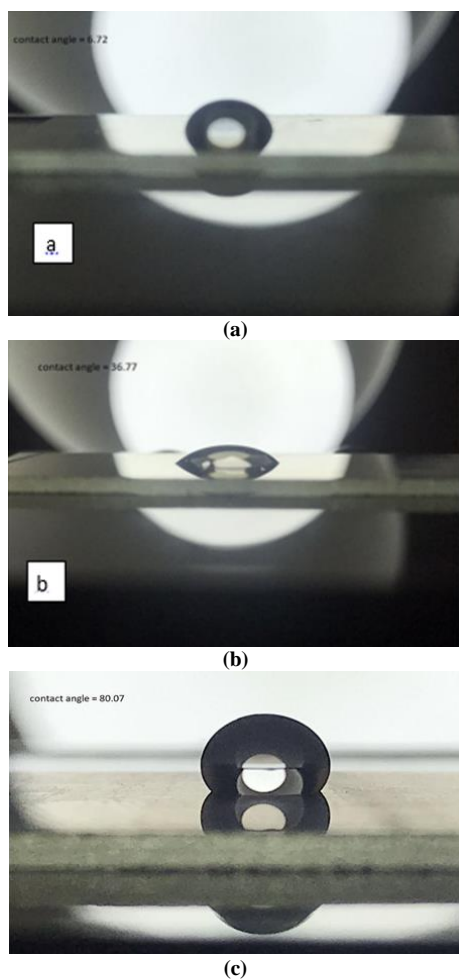 contact angle = 6.72
a
(a)
contact angle = 36.77
b
(b)
contact angle = 80.07
(c)